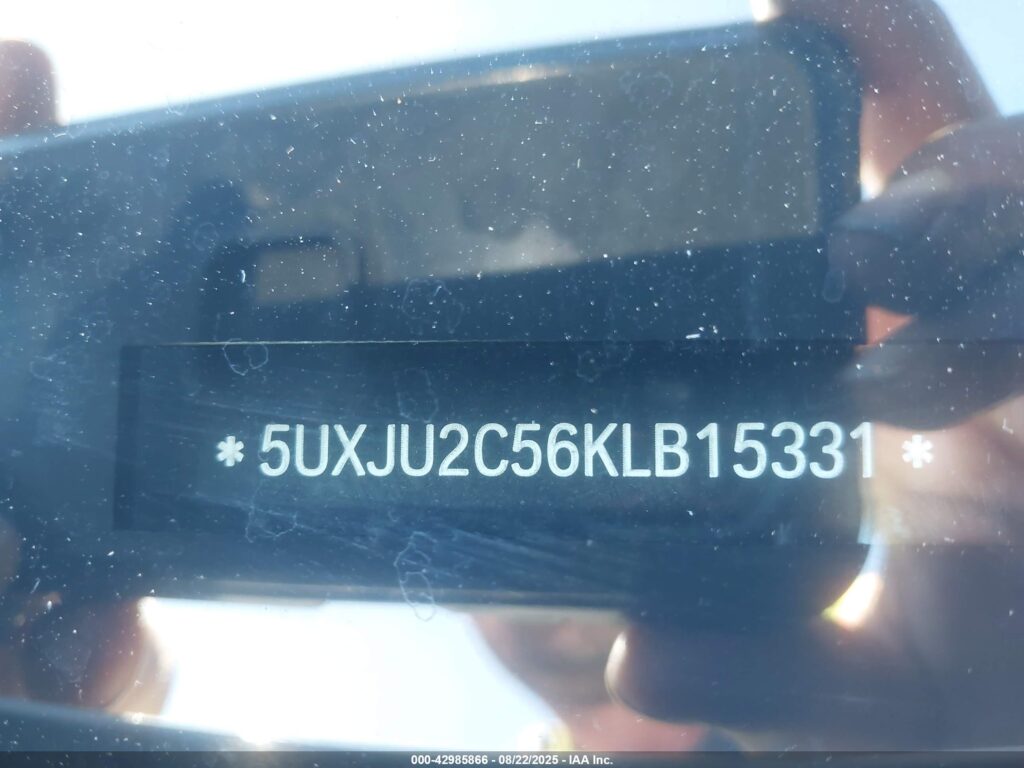 *5UXJU2C56KLB15331*
000-42985866 - 08/22/2025 - IAA Inc.